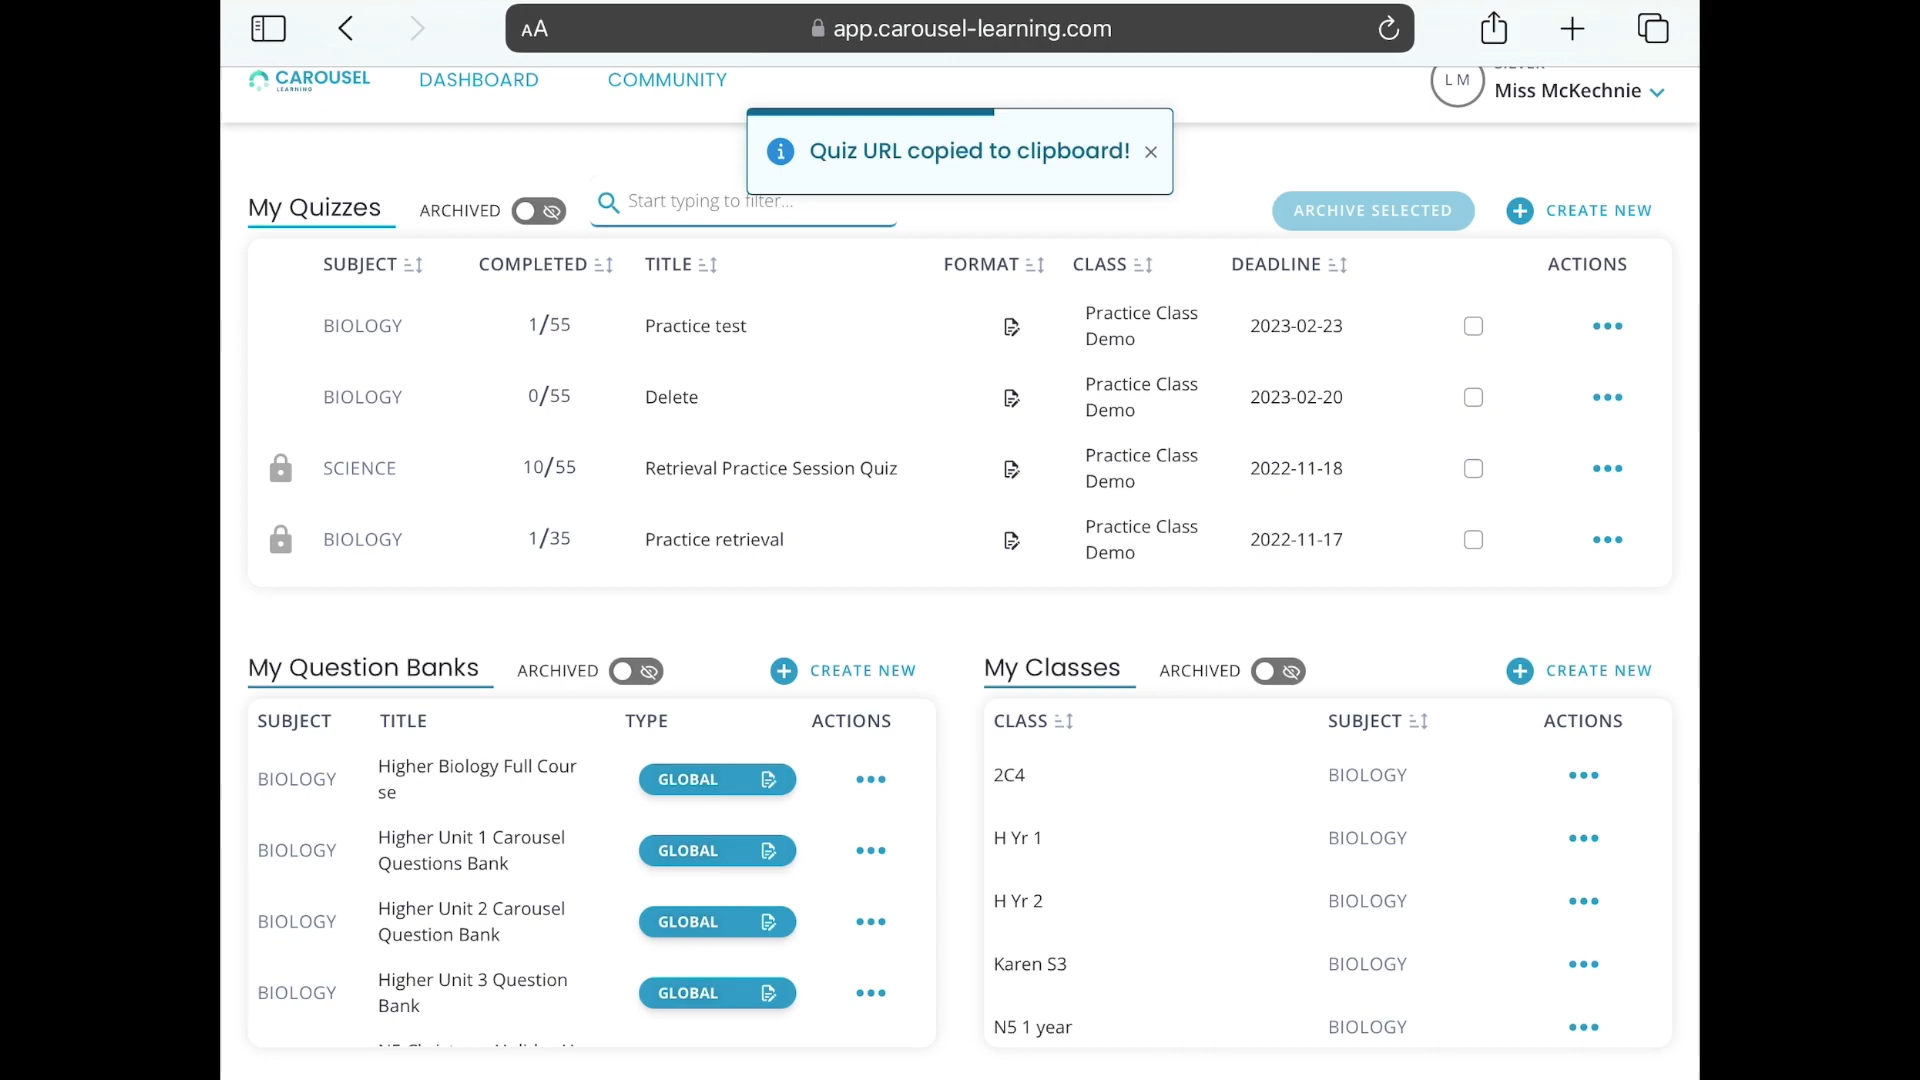 AA app.carousel-learning.com
CAROUSEL
LEARNING
DASHBOARD COMMUNITY
L M
Miss McKechnie
Quiz URL copied to clipboard!
My Quizzes ARCHIVED Start typing to filter... ARCHIVE SELECTED CREATE NEW
SUBJECT COMPLETED TITLE FORMAT CLASS DEADLINE ACTIONS
BIOLOGY 1/55 Practice test Practice Class
Demo 2023-02-23
BIOLOGY 0/55 Delete Practice Class
Demo 2023-02-20
SCIENCE 10/55 Retrieval Practice Session Quiz Practice Class
Demo 2022-11-18
BIOLOGY 1/35 Practice retrieval Practice Class
Demo 2022-11-17
My Question Banks ARCHIVED CREATE NEW
SUBJECT TITLE TYPE ACTIONS
BIOLOGY Higher Biology Full Cour
se GLOBAL
BIOLOGY Higher Unit 1 Carousel
Questions Bank GLOBAL
BIOLOGY Higher Unit 2 Carousel
Question Bank GLOBAL
BIOLOGY Higher Unit 3 Question
Bank GLOBAL
My Classes ARCHIVED CREATE NEW
CLASS SUBJECT ACTIONS
2C4 BIOLOGY
H Yr 1 BIOLOGY
H Yr 2 BIOLOGY
Karen S3 BIOLOGY
N5 1 year BIOLOGY